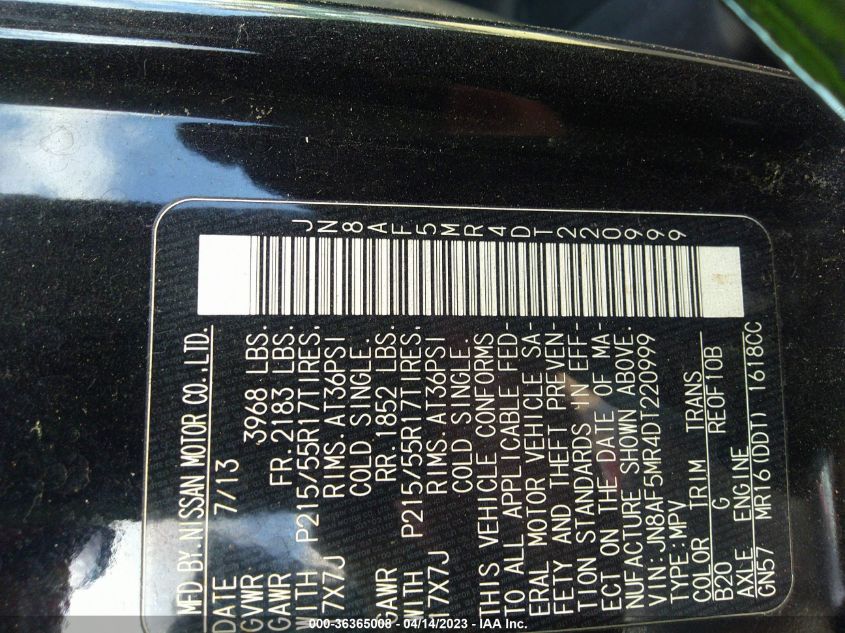 JN8AF5MR4DT220999
MFD BY.NISSAN MOTOR CO.,LTD.
DATE 7/13
GVWR 3968 LBS.
GAWR FR.2183 LBS.
WITH P215/55R17TIRES,
17X7J RIMS.AT36PSI
COLD SINGLE.
GAWR RR.1852 LBS.
WITH P215/55R17TIRES,
17X7J RIMS.AT36PSI
COLD SINGLE.
THIS VEHICLE CONFORMS
TO ALL APPLICABLE FED-
ERAL MOTOR VEHICLE SA-
FETY AND THEFT PREVEN-
TION STANDARDS IN EFF-
ECT ON THE DATE OF MA-
NUFACTURE SHOWN ABOVE.
VIN:JN8AF5MR4DT220999
TYPE:MPV
COLOR TRIM TRANS
B20 G RE0F10B
AXLE ENGINE
GN57 MR16(DDT) 1618CC
000-36365008 - 04/14/2023 - IAA Inc.